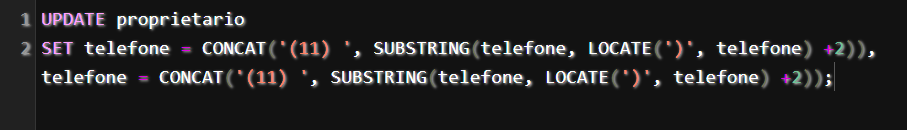 1 UPDATE proprietario
2 SET telefone = CONCAT('(11) ', SUBSTRING(telefone, LOCATE(')', telefone) +2)),
telefone = CONCAT('(11) ', SUBSTRING(telefone, LOCATE(')', telefone) +2));